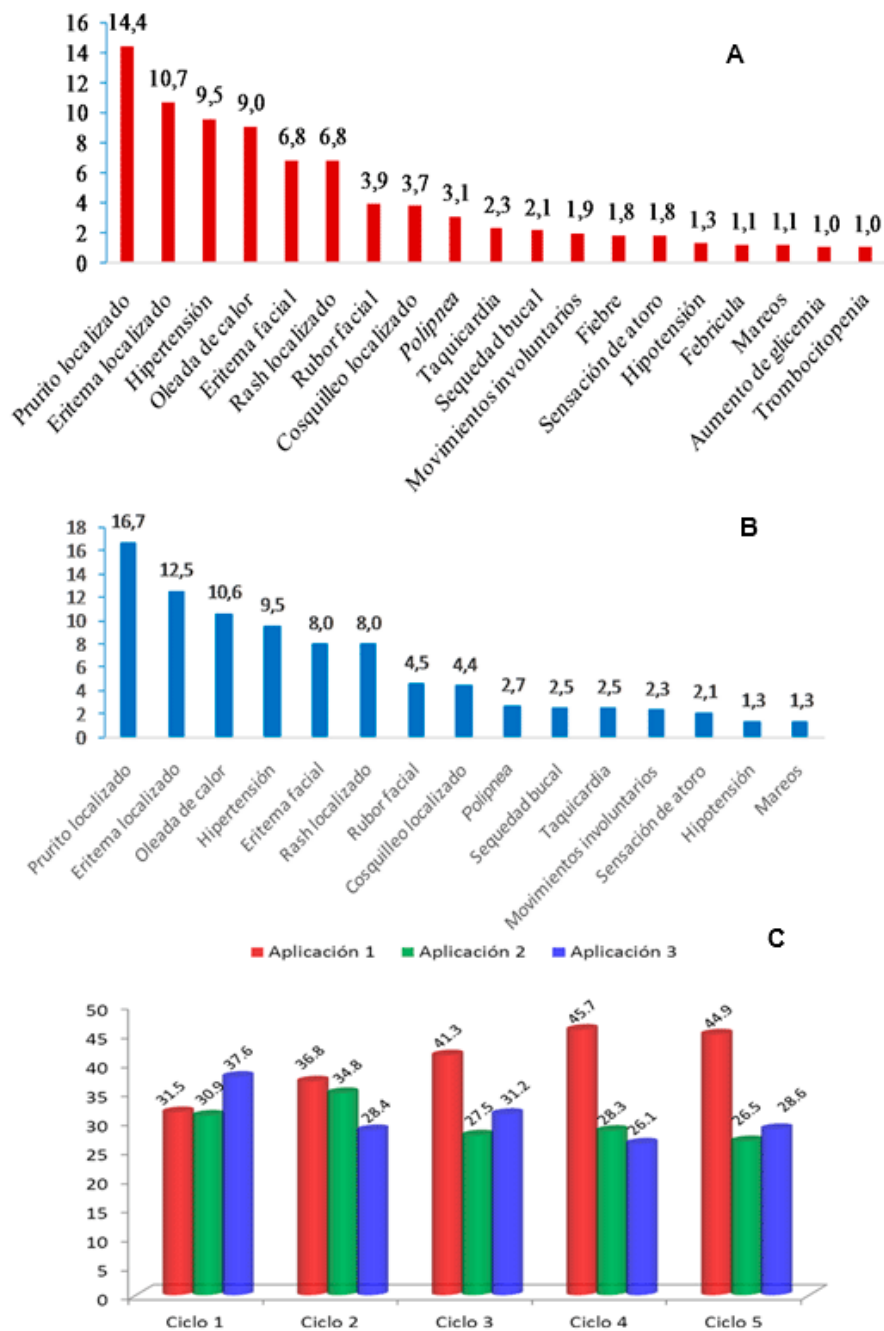 A
16
14
12
10
8
6
4
2
0
14,4
10,7
9,5
9,0
6,8
6,8
3,9
3,7
3,1
2,3
2,1
1,9
1,8
1,8
1,3
1,1
1,1
1,0
1,0
Prurito localizado
Eritema localizado
Hipertensión
Oleada de calor
Eritema facial
Rash localizado
Rubor facial
Cosquilleo localizado
Polipnea
Taquicardia
Sequedad bucal
Movimientos involuntarios
Fiebre
Sensación de atoro
Hipotensión
Febricula
Mareos
Aumento de glicemia
Trombocitopenia
B
18
16
14
12
10
8
6
4
2
0
16,7
12,5
10,6
9,5
8,0
8,0
4,5
4,4
2,7
2,5
2,5
2,3
2,1
1,3
1,3
Prurito localizado
Eritema localizado
Oleada de calor
Hipertensión
Eritema facial
Rash localizado
Rubor facial
Cosquilleo localizado
Polipnea
Sequedad bucal
Taquicardia
Movimientos involuntarios
Sensación de atoro
Hipotensión
Mareos
C
Aplicación 1 Aplicación 2 Aplicación 3
50
45
40
35
30
25
20
15
10
5
0
31.5 30.9 37.6
36.8 34.8 28.4
41.3 27.5 31.2
45.7 28.3 26.1
44.9 26.5 28.6
Ciclo 1 Ciclo 2 Ciclo 3 Ciclo 4 Ciclo 5